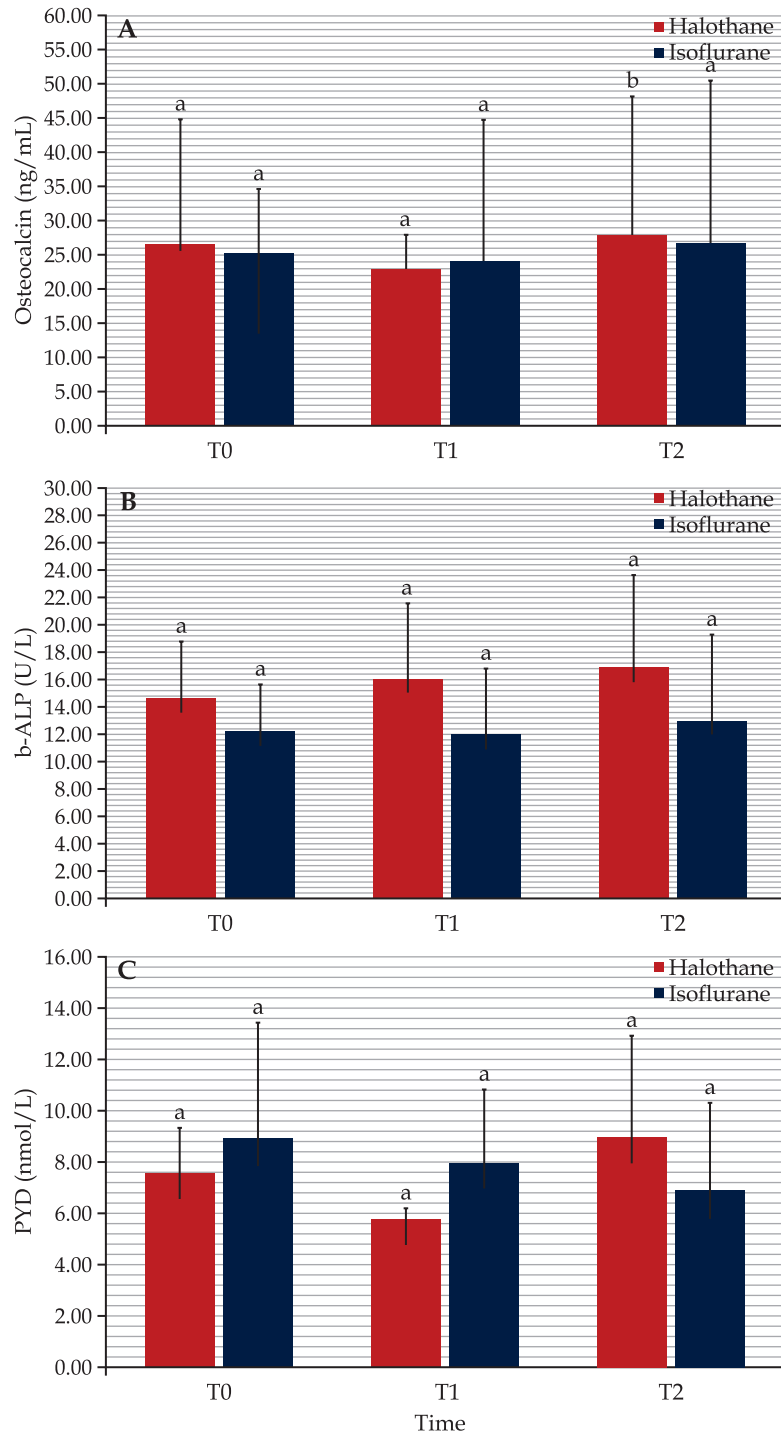 A
Halothane
Isoflurane
Osteocalcin (ng/mL)
60.00
55.00
50.00
45.00
40.00
35.00
30.00
25.00
20.00
15.00
10.00
5.00
0.00
a
a
a
a
b
a
T0
T1
T2
B
Halothane
Isoflurane
b-ALP (U/L)
30.00
28.00
26.00
24.00
22.00
20.00
18.00
16.00
14.00
12.00
10.00
8.00
6.00
4.00
2.00
0.00
a
a
a
a
a
a
T0
T1
T2
C
Halothane
Isoflurane
PYD (nmol/L)
16.00
14.00
12.00
10.00
8.00
6.00
4.00
2.00
0.00
a
a
a
a
a
a
T0
T1
T2
Time